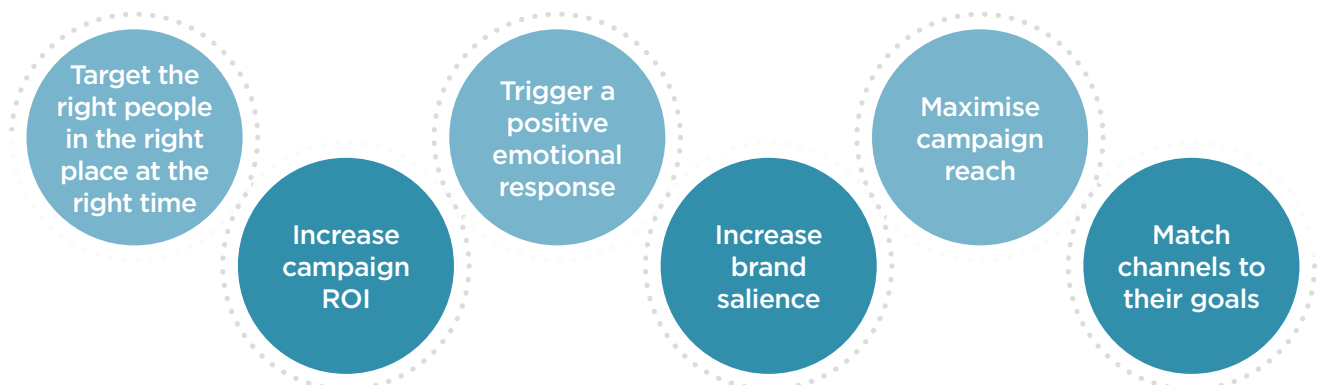 Target the
right people
in the right
place at the
right time
Increase
campaign
ROI
Trigger a
positive
emotional
response
Increase
brand
salience
Maximise
campaign
reach
Match
channels to
their goals